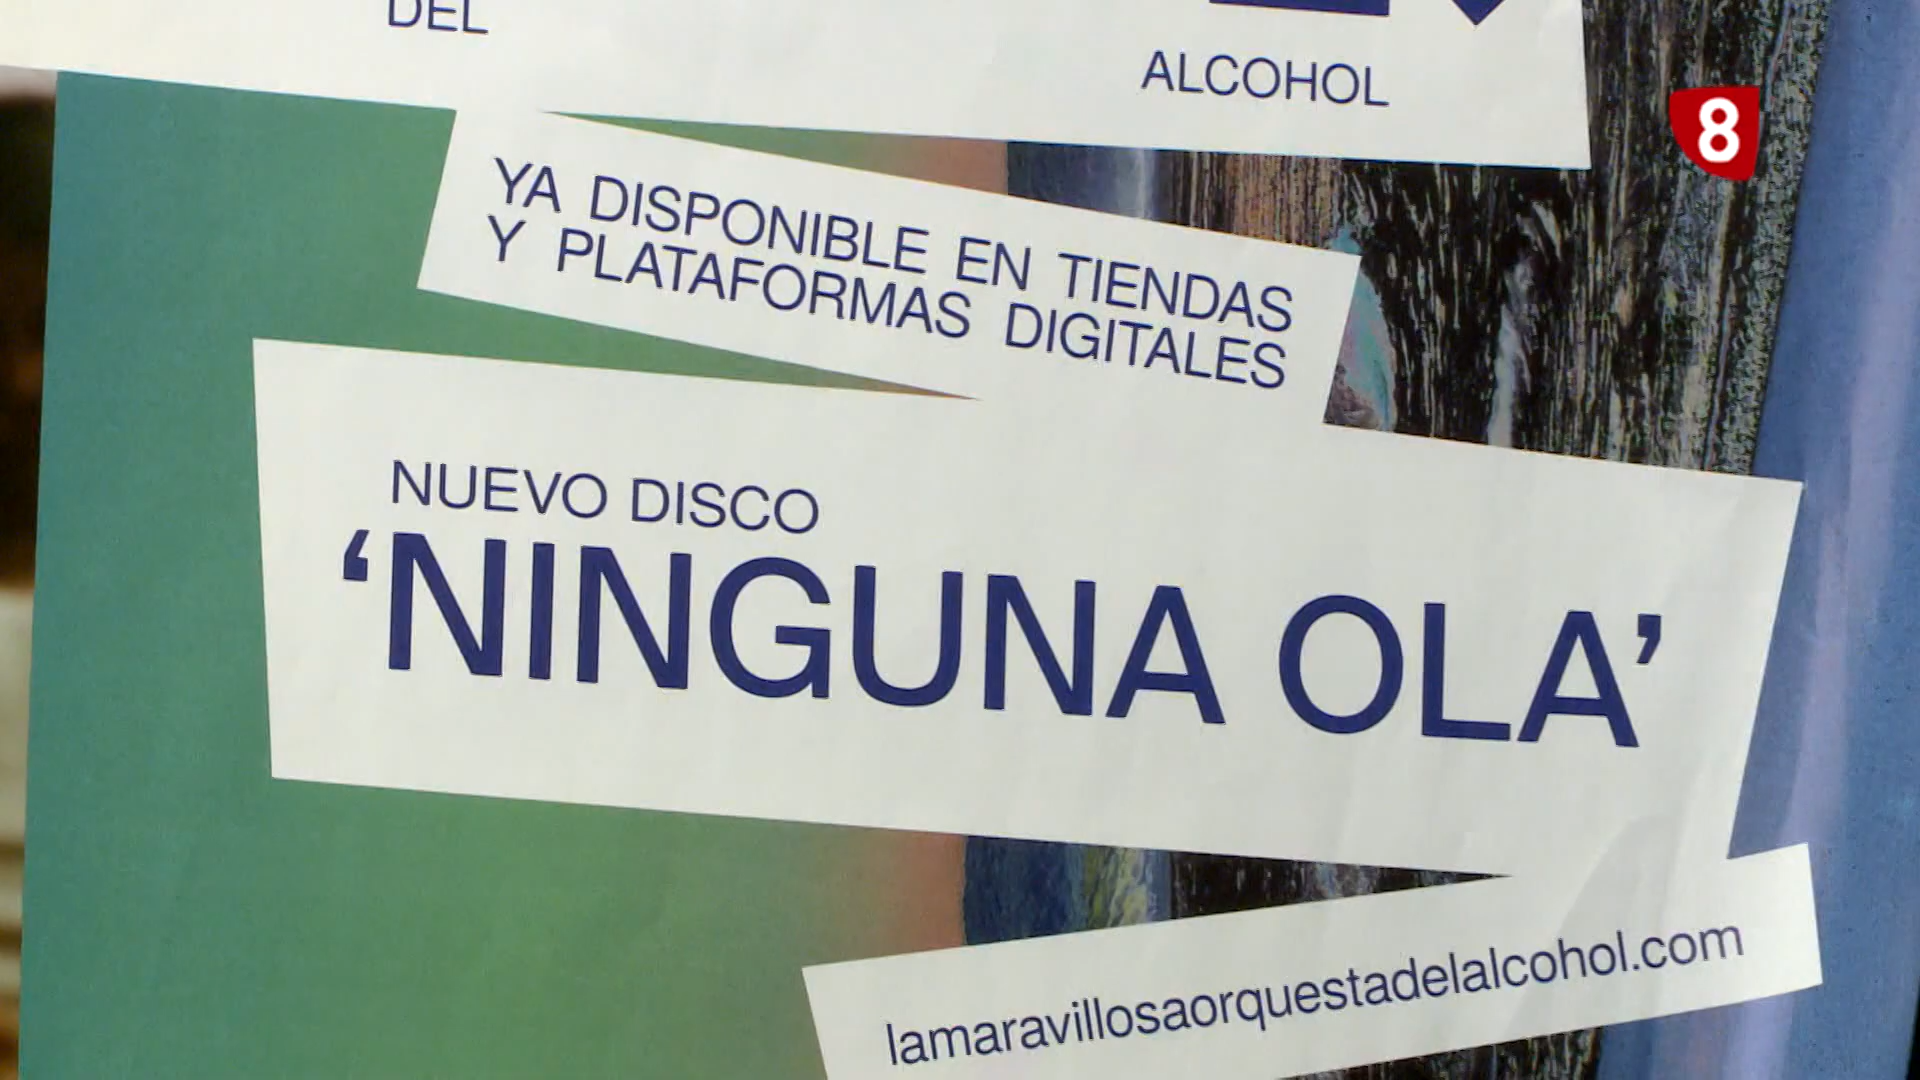 DEL
ALCOHOL
8
YA DISPONIBLE EN TIENDAS
Y PLATAFORMAS DIGITALES
NUEVO DISCO
‘NINGUNA OLA’
lamaravillosaorquestadelalcohol.com